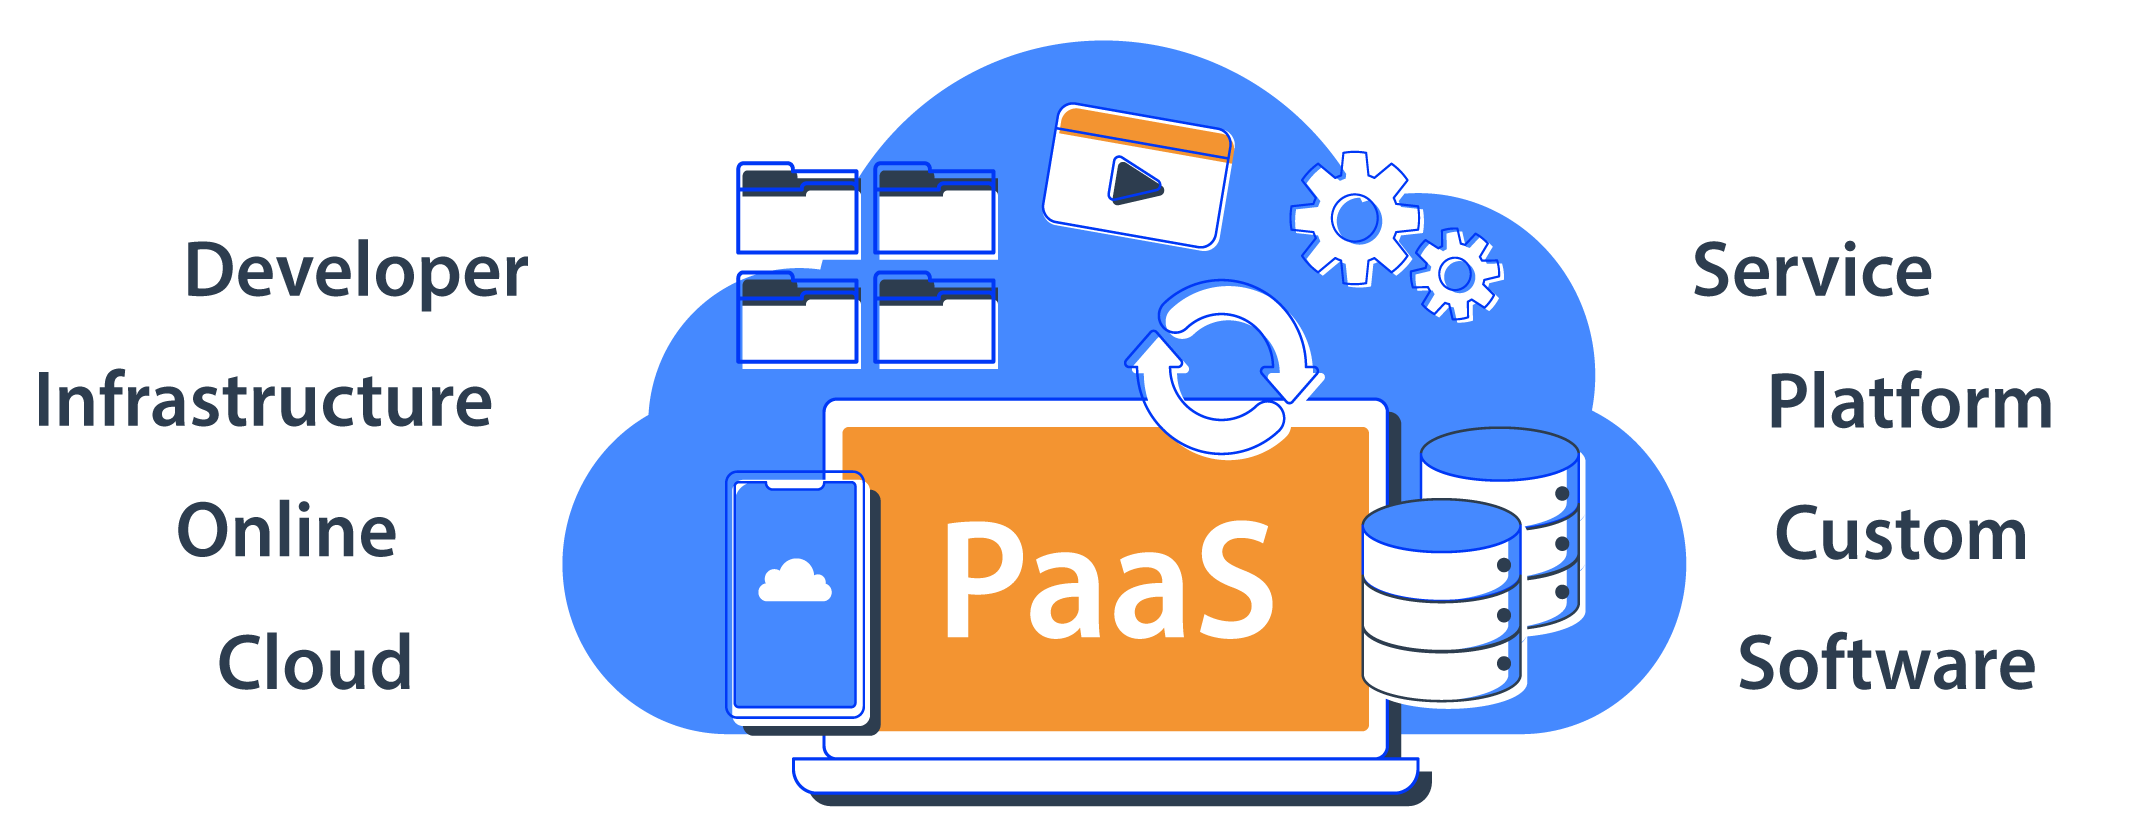 Developer
Infrastructure
Online
Cloud
PaaS
Service
Platform
Custom
Software